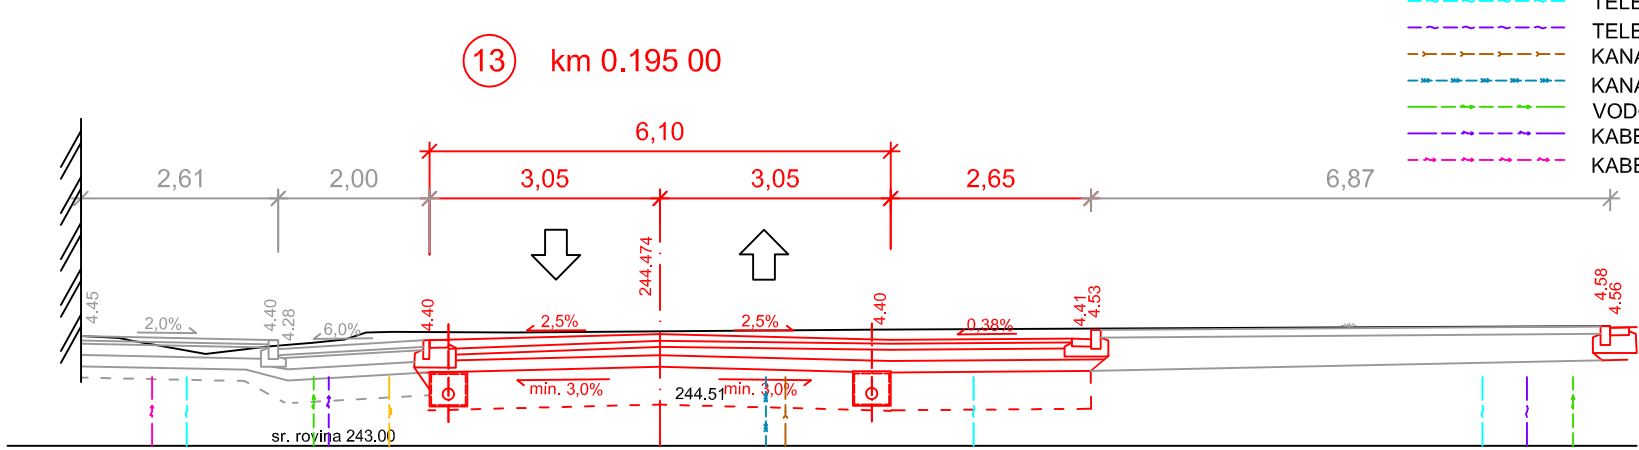 13 km 0.195 00
6,10
2,61 2,00 3,05 3,05 2,65 6,87
244.474
4.45 4.40 4.28 4.40 4.40 4.41 4.53 4.58 4.56
2,0% 6,0% 2,5% 2,5% 0,38%
min. 3,0% 244.51 min. 3,0%
sr. rovina 243.00
TELE
TELE
KANA
KANA
VOD
KABE
KABE